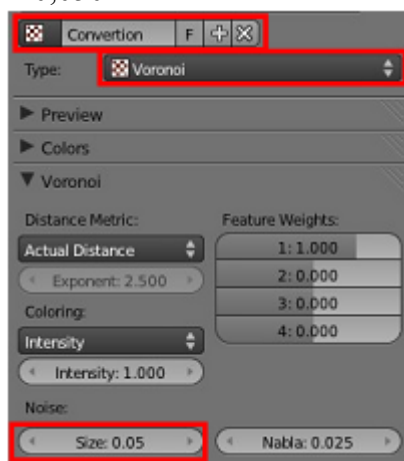 Convertion F
Type: Voronoi
Preview
Colors
Voronoi
Distance Metric: Feature Weights:
Actual Distance 1: 1.000
Exponent: 2.500 2: 0.000
Coloring: 3: 0.000
Intensity 4: 0.000
Intensity: 1.000
Noise:
Size: 0.05 Nabla: 0.025